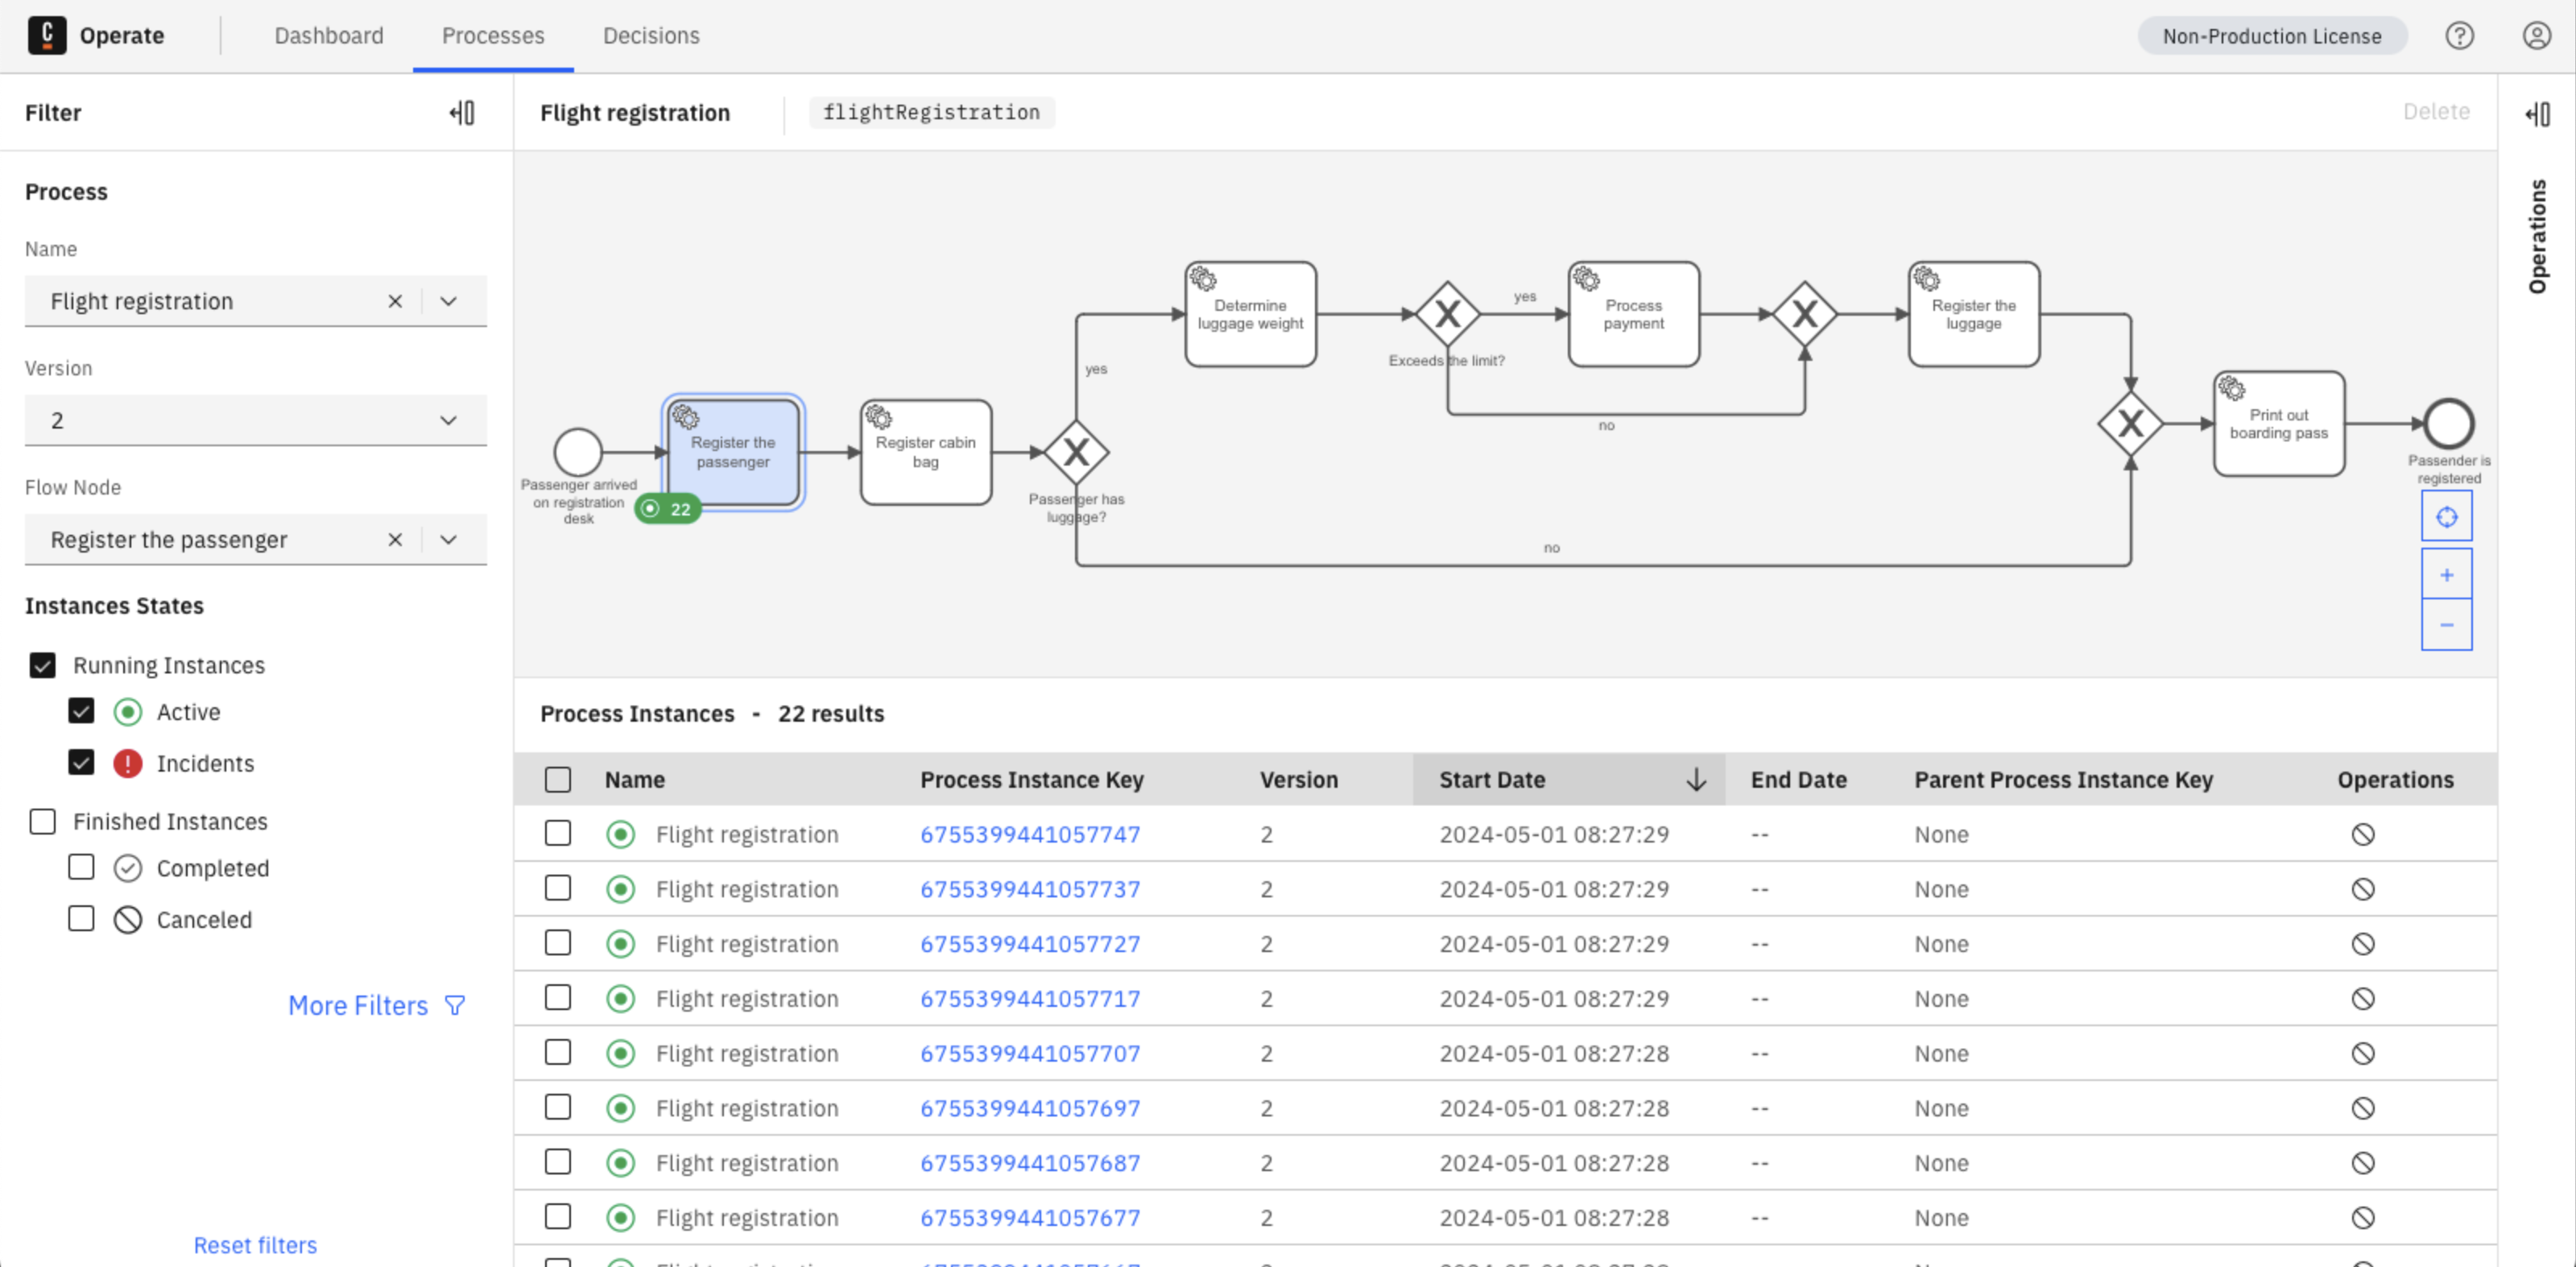 Operate
Dashboard
Processes
Decisions
Non-Production License
Filter
Flight registration
flightRegistration
Delete
Operations
Process
Name
Flight registration
Version
2
Flow Node
Register the passenger
Instances States
Running Instances
Active
Incidents
Finished Instances
Completed
Canceled
More Filters
Reset filters
Passenger arrived
on registration
desk
Register the
passenger
22
Register cabin
bag
Passenger has
luggage?
yes
no
Determine
luggage weight
Exceeds the limit?
yes
no
Process
payment
Register the
luggage
Print out
boarding pass
Passender is
registered
Process Instances - 22 results
Name Process Instance Key Version Start Date End Date Parent Process Instance Key Operations
Flight registration 6755399441057747 2 2024-05-01 08:27:29 -- None
Flight registration 6755399441057737 2 2024-05-01 08:27:29 -- None
Flight registration 6755399441057727 2 2024-05-01 08:27:29 -- None
Flight registration 6755399441057717 2 2024-05-01 08:27:29 -- None
Flight registration 6755399441057707 2 2024-05-01 08:27:28 -- None
Flight registration 6755399441057697 2 2024-05-01 08:27:28 -- None
Flight registration 6755399441057687 2 2024-05-01 08:27:28 -- None
Flight registration 6755399441057677 2 2024-05-01 08:27:28 -- None